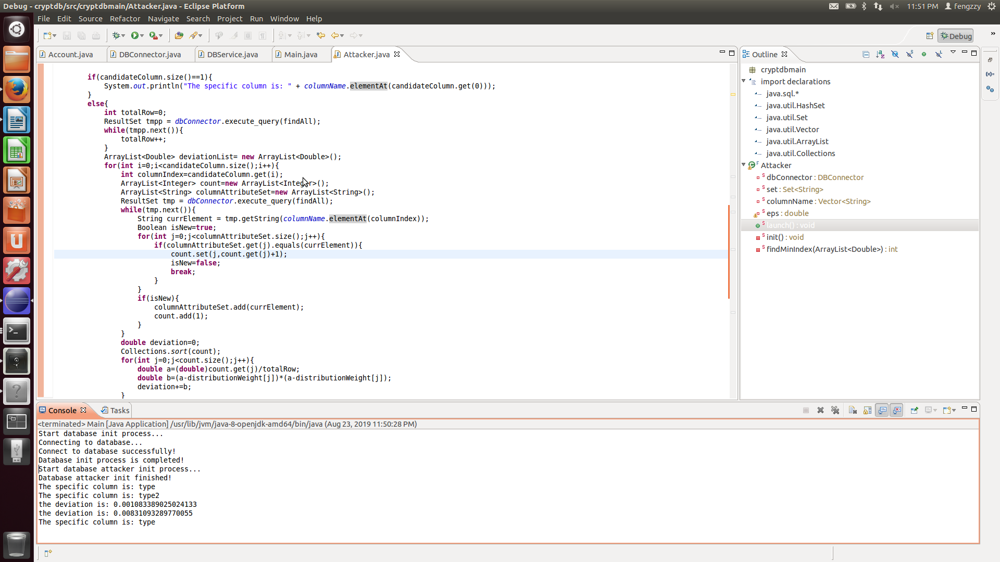 Debug - cryptdb/src/cryptdbmain/Attacker.java - Eclipse Platform
11:51 PM fengzzy
File Edit Source Refactor Navigate Search Project Run Window Help
Debug
Account.java DBConnector.java DBService.java Main.java Attacker.java
if(candidateColumn.size()==1){
System.out.println("The specific column is: " + columnName.elementAt(candidateColumn.get(0)));
}
else{
int totalRow=0;
ResultSet tmpp = dbConnector.execute_query(findAll);
while(tmpp.next()){
totalRow++;
}
ArrayList<Double> deviationList= new ArrayList<Double>();
for(int i=0;i<candidateColumn.size();i++){
int columnIndex=candidateColumn.get(i);
ArrayList<Integer> count=new ArrayList<Integer>();
ArrayList<String> columnAttributeSet=new ArrayList<String>();
ResultSet tmp = dbConnector.execute_query(findAll);
while(tmp.next()){
String currElement = tmp.getString(columnName.elementAt(columnIndex));
Boolean isNew=true;
for(int j=0;j<columnAttributeSet.size();j++){
if(columnAttributeSet.get(j).equals(currElement)){
count.set(j,count.get(j)+1);
isNew=false;
break;
}
}
if(isNew){
columnAttributeSet.add(currElement);
count.add(1);
}
}
double deviation=0;
Collections.sort(count);
for(int j=0;j<count.size();j++){
double a=(double)count.get(j)/totalRow;
double b=(a-distributionWeight[j])*(a-distributionWeight[j]);
deviation+=b;
}
Outline
cryptdbmain
import declarations
java.sql.*
java.util.HashSet
java.util.Set
java.util.Vector
java.util.ArrayList
java.util.Collections
Attacker
dbConnector : DBConnector
set : Set<String>
columnName : Vector<String>
eps : double
launch() : void
init() : void
findMinIndex(ArrayList<Double>) : int
Console Tasks
<terminated> Main [Java Application] /usr/lib/jvm/java-8-openjdk-amd64/bin/java (Aug 23, 2019 11:50:28 PM)
Start database init process...
Connecting to database...
Connect to database successfully!
Database init process is completed!
Start database attacker init process...
Database attacker init finished!
The specific column is: type
The specific column is: type2
the deviation is: 0.001083389025024133
the deviation is: 0.00831093289770055
The specific column is: type